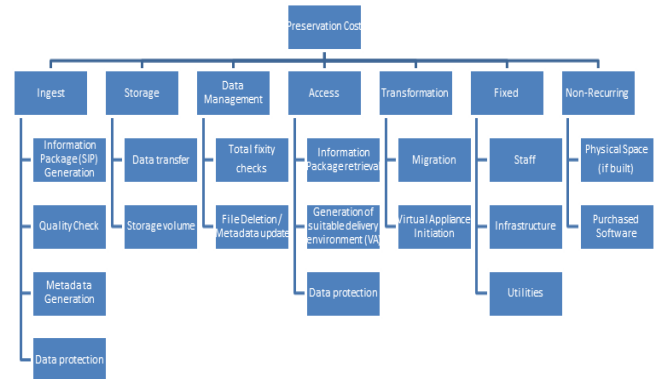 Preservation Cost
Ingest
Storage
Data
Management
Access
Transformation
Fixed
Non-Recurring
Information
Package (SIP)
Generation
Quality Check
Metadata
Generation
Data protection
Data transfer
Storage volume
Total fixity
checks
File Deletion /
Metadata update
Information
Package retrieval
Generation of
suitable delivery
environment (VA)
Data protection
Migration
Virtual Appliance
Initiation
Staff
Infrastructure
Utilities
Physical Space
(if built)
Purchased
Software